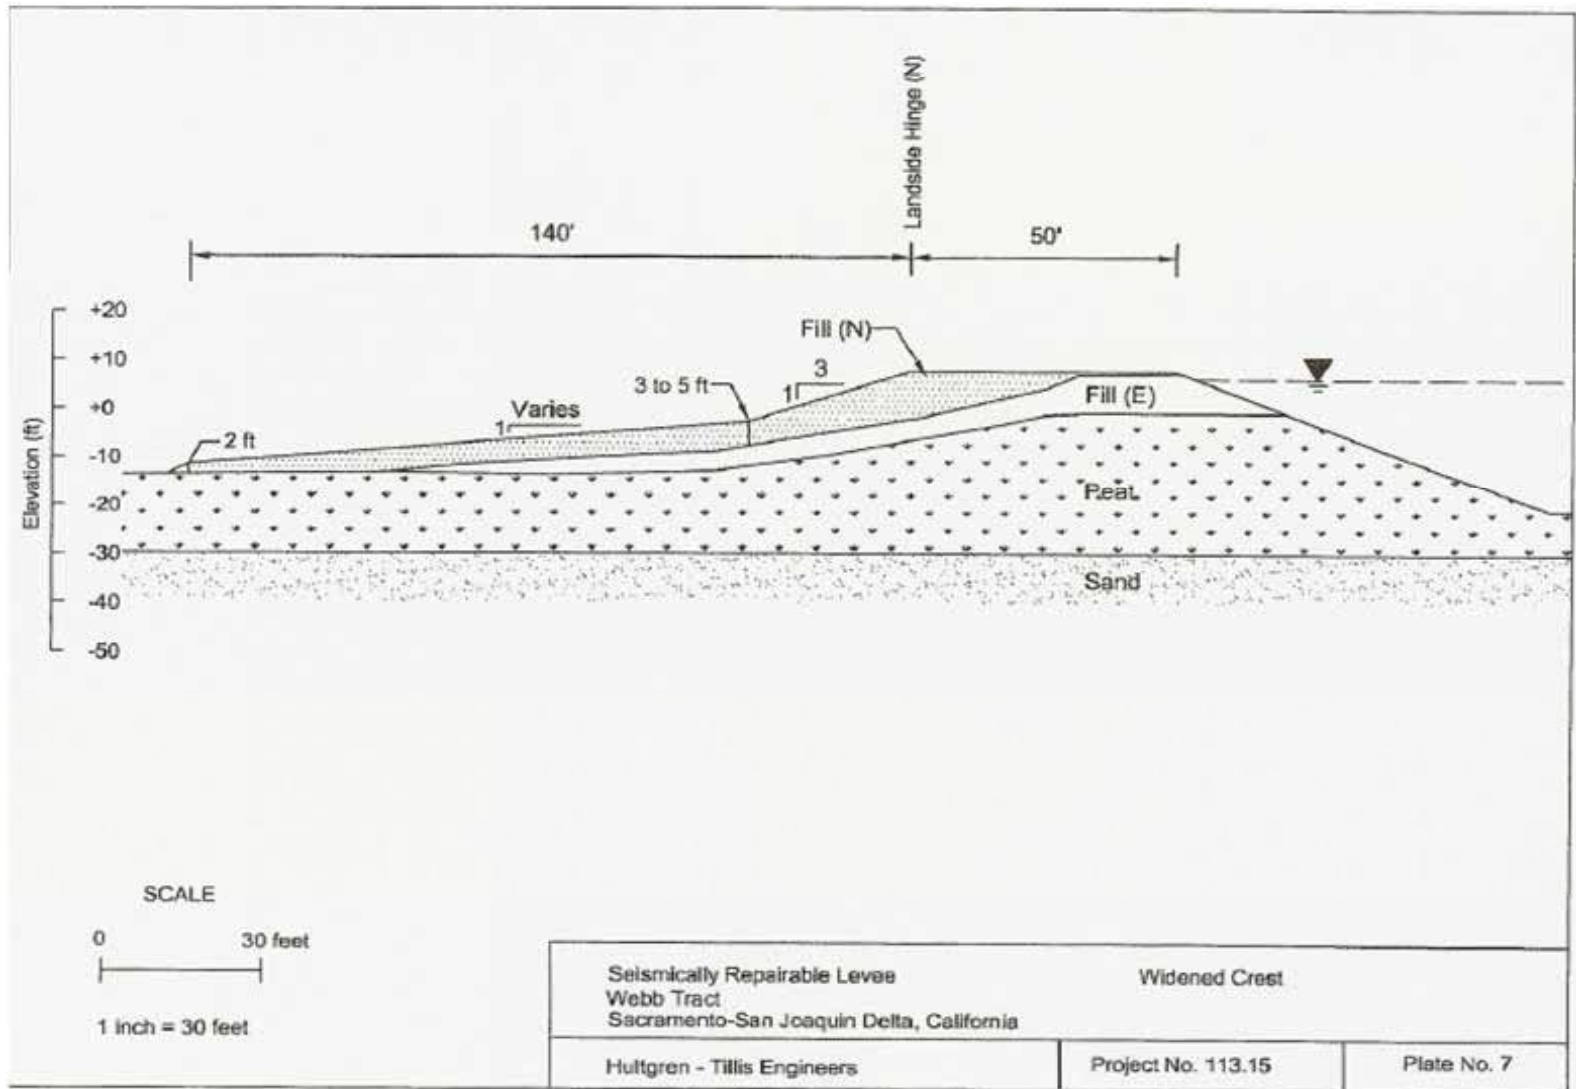 Landside Hinge (N)
140'
50'
+20
+10
+0
-10
-20
-30
-40
-50
Elevation (ft)
Fill (N)
3
1
3 to 5 ft
Varies
1
2 ft
Fill (E)
Peat
Sand
SCALE
0 30 feet
1 inch = 30 feet
Seismically Repairable Levee
Webb Tract
Sacramento-San Joaquin Delta, California
Widened Crest
Hultgren - Tillis Engineers
Project No. 113.15
Plate No. 7